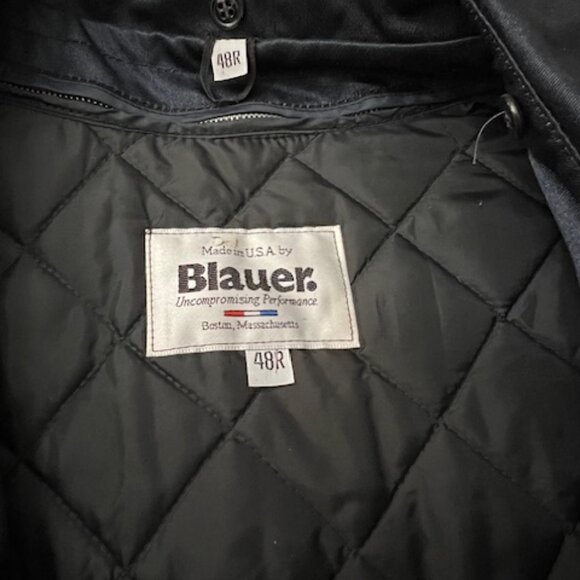 48R
Made in U.S.A. by
Blauer.
Uncompromising Performance
Boston, Massachusetts
48R